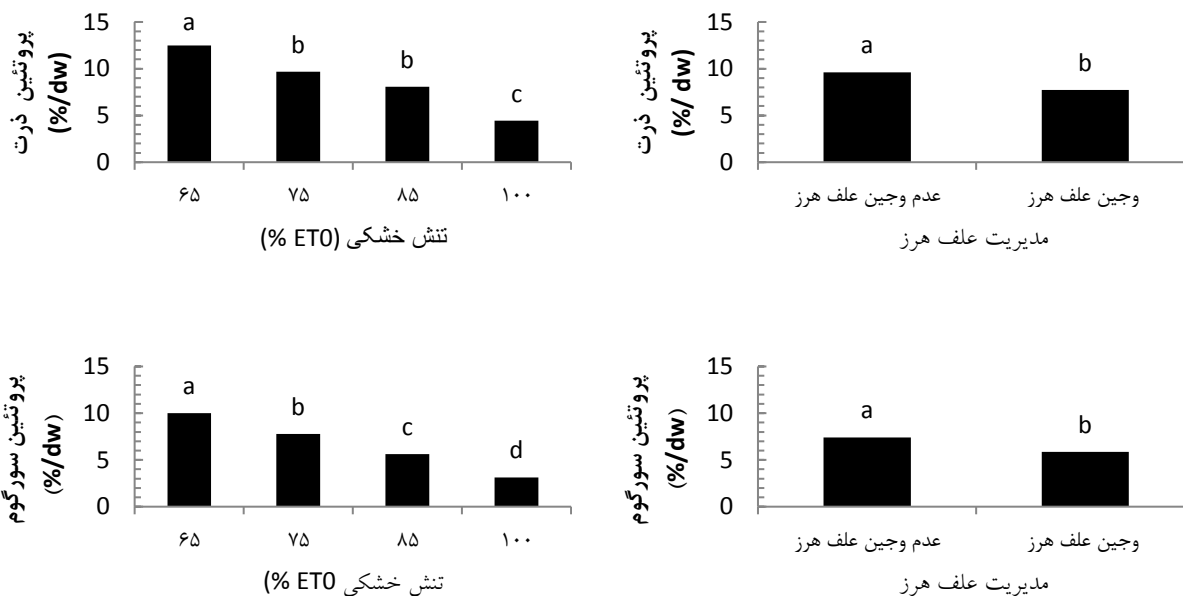 پروتئین ذرت
(%/dw)
15
10
5
0
a
b
b
c
۶۵
۷۵
۸۵
۱۰۰
تنش خشکی (% ET0)
پروتئین ذرت
(%/ dw)
15
10
5
0
a
b
عدم وجین علف هرز
وجین علف هرز
مدیریت علف هرز
پروتئین سورگوم
(%/dw)
15
10
5
0
a
b
c
d
۶۵
۷۵
۸۵
۱۰۰
تنش خشکی (% ET0
پروتئین سورگوم
(%/dw)
15
10
5
0
a
b
عدم وجین علف هرز
وجین علف هرز
مدیریت علف هرز